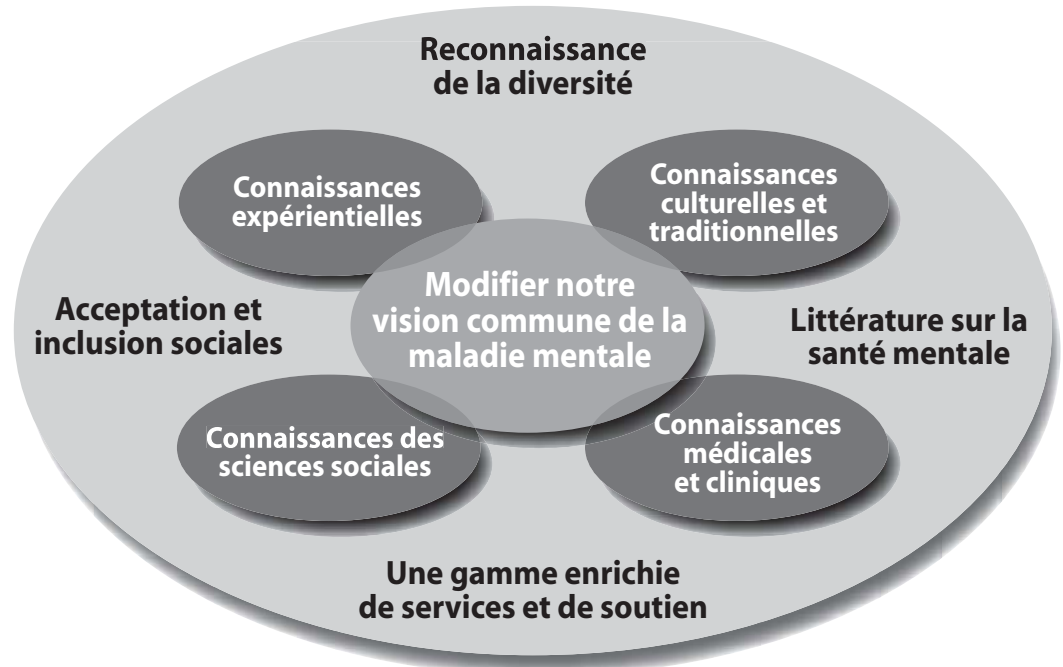 Reconnaissance
de la diversité
Connaissances
expérientielles
Connaissances
culturelles et
traditionnelles
Modifier notre
vision commune de la
maladie mentale
Acceptation et
inclusion sociales
Littérature sur la
santé mentale
Connaissances des
sciences sociales
Connaissances
médicales
et cliniques
Une gamme enrichie
de services et de soutien